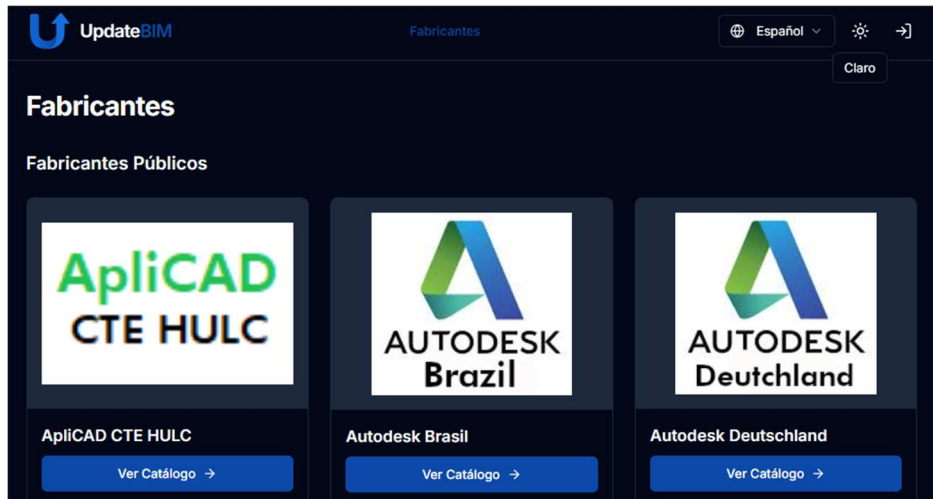 UpdateBIM
Fabricantes
Español
Claro
Fabricantes
Fabricantes Públicos
ApliCAD
CTE HULC
AUTODESK
Brazil
AUTODESK
Deutchland
ApliCAD CTE HULC
Autodesk Brasil
Autodesk Deutschland
Ver Catálogo →
Ver Catálogo →
Ver Catálogo →